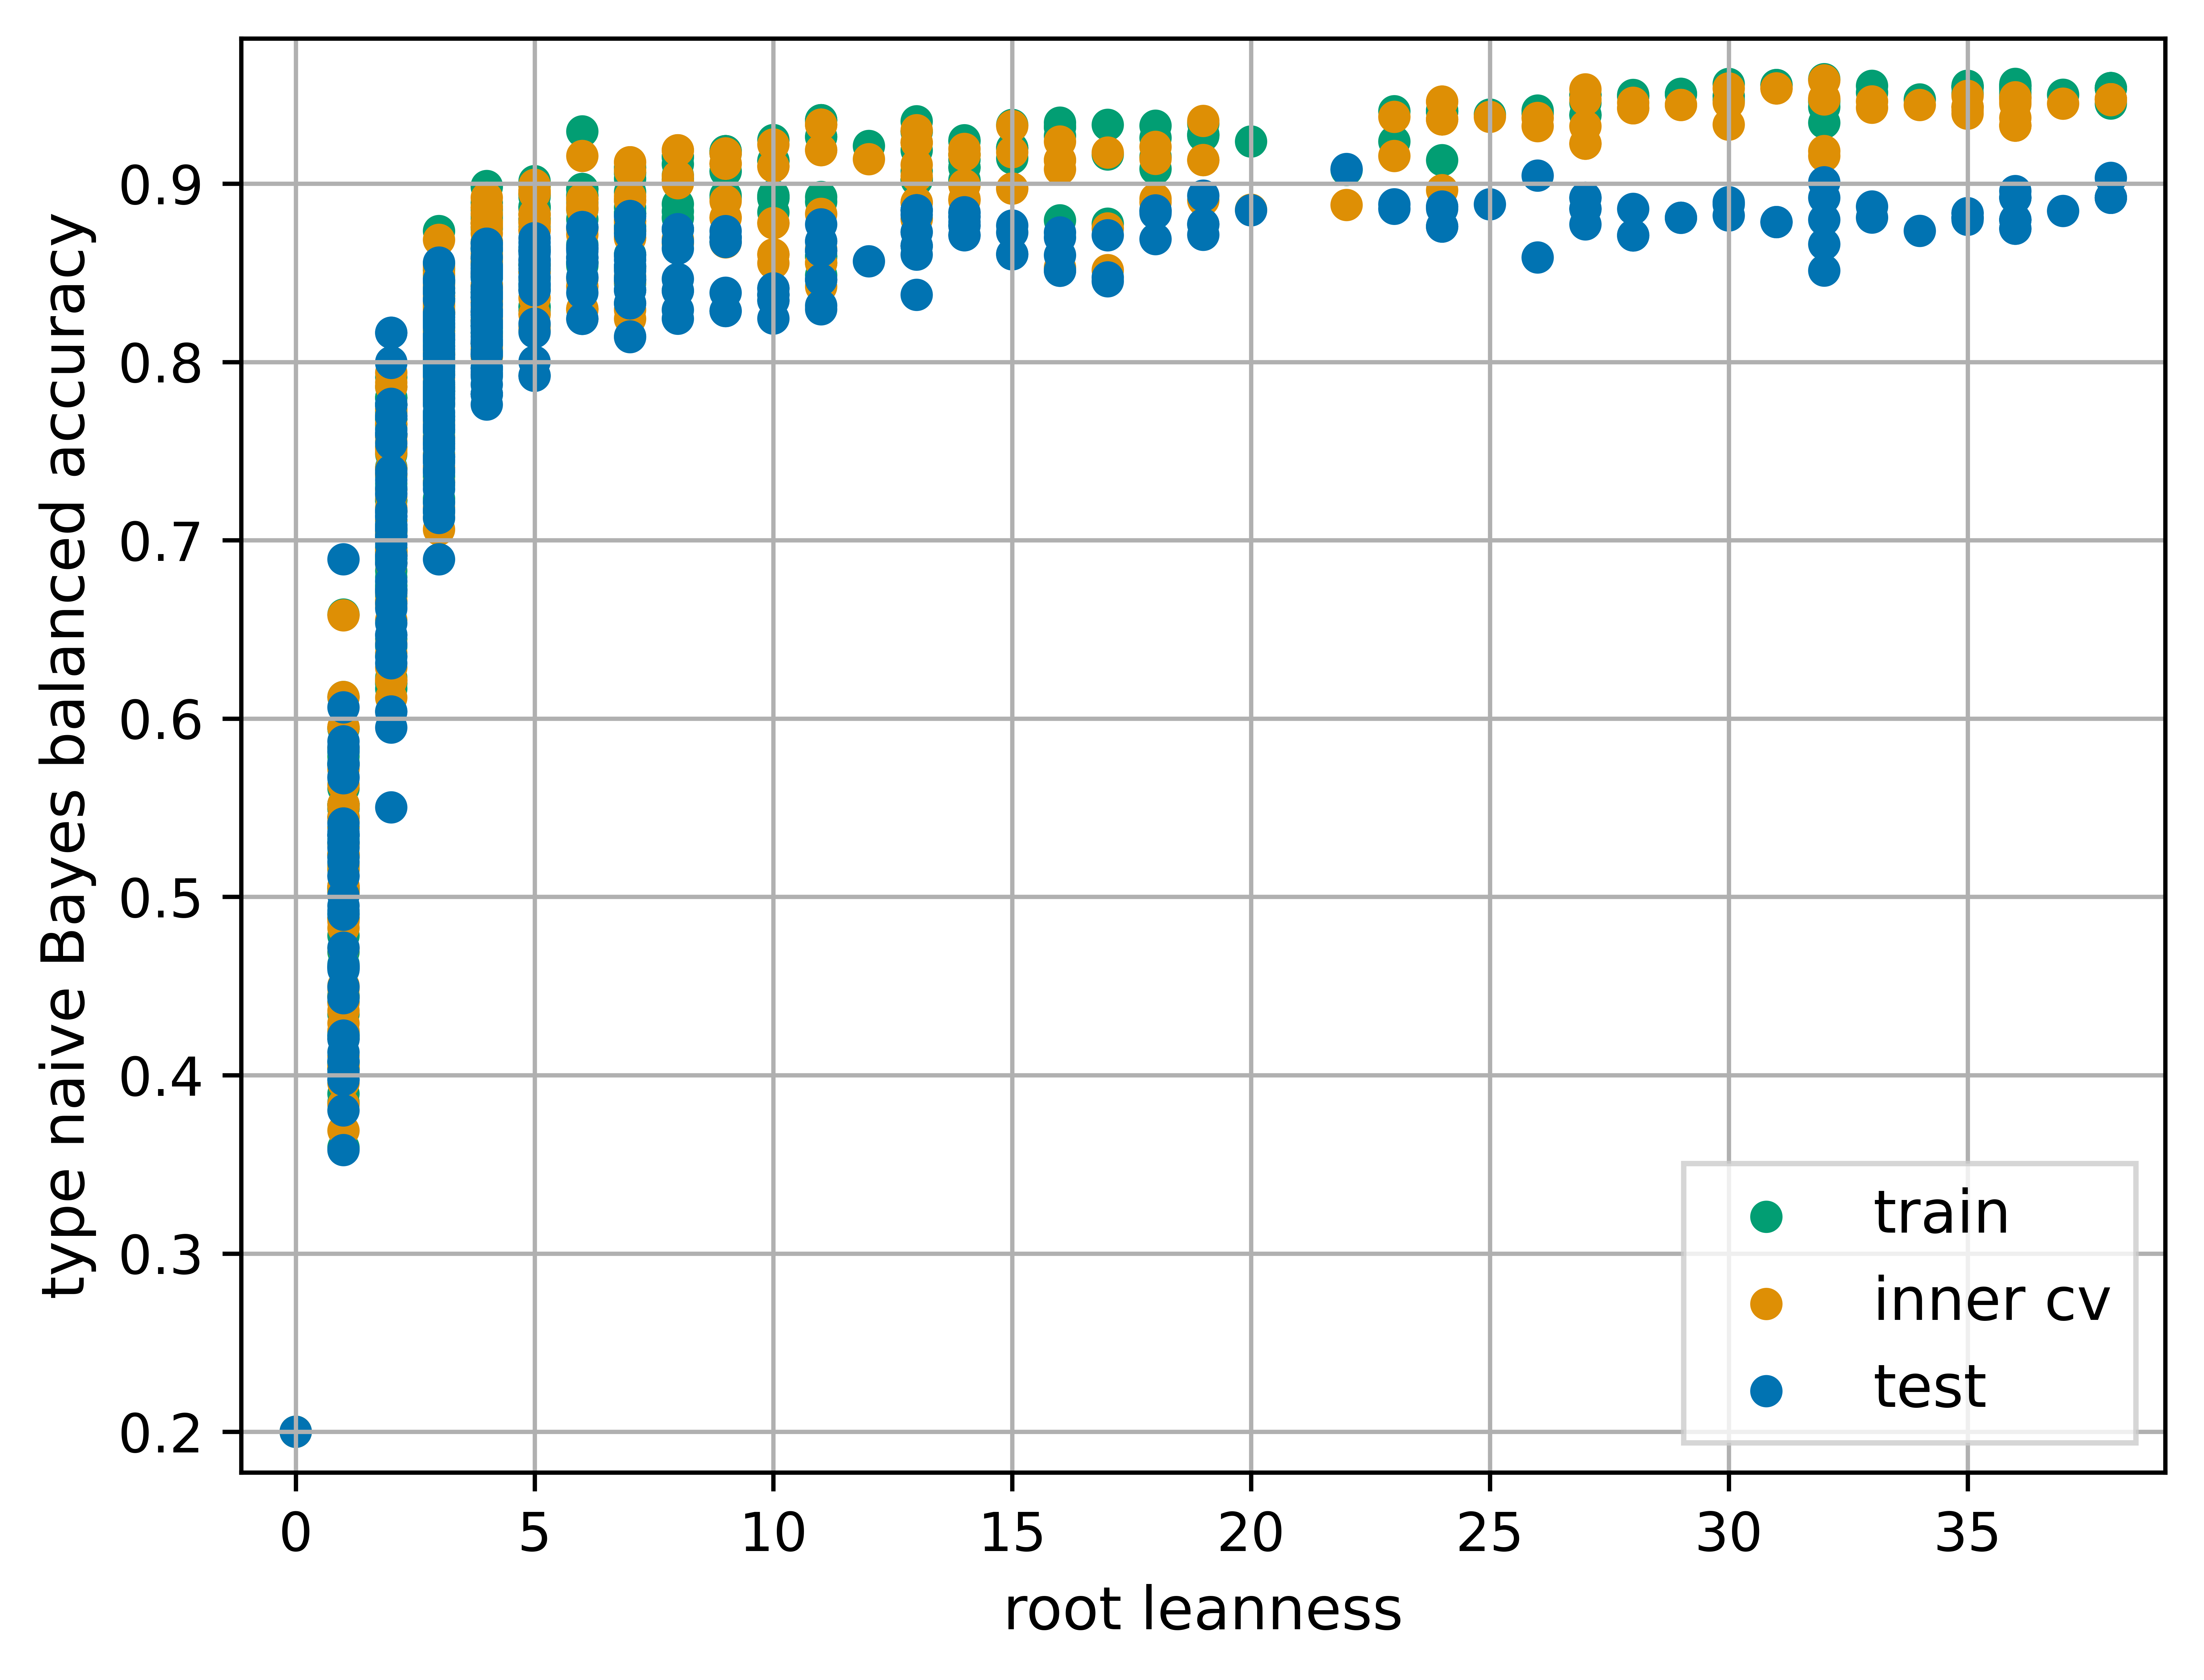 type naive Bayes balanced accuracy
0.9
0.8
0.7
0.6
0.5
0.4
0.3
0.2
train
inner cv
test
0 5 10 15 20 25 30 35
root leanness